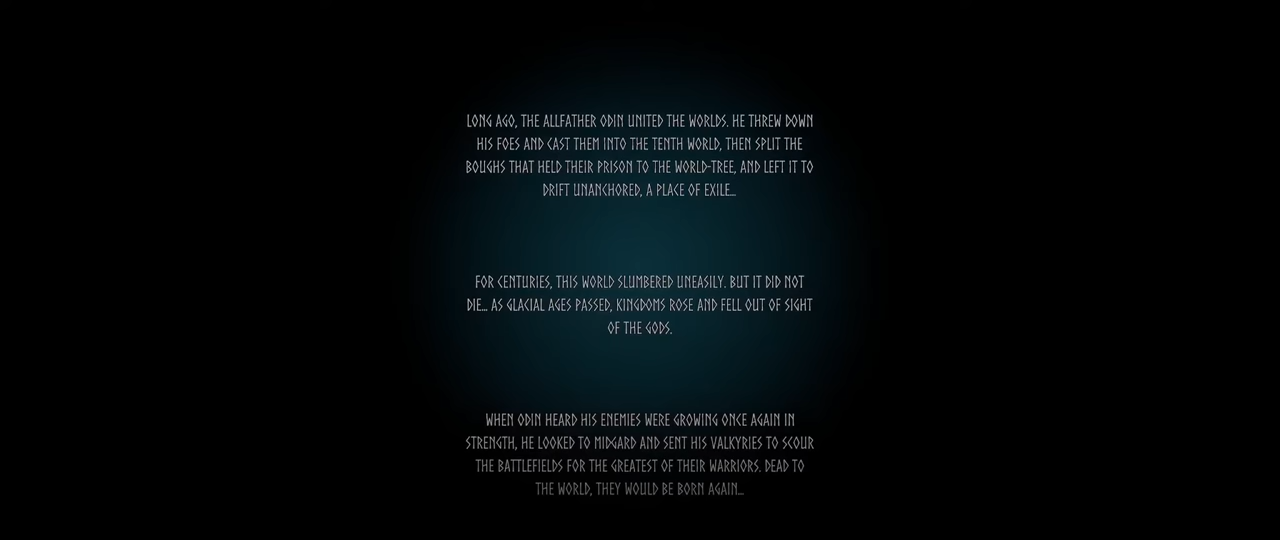 LONG AGO, THE ALLFATHER ODIN UNITED THE WORLDS. HE THREW DOWN
HIS FOES AND CAST THEM INTO THE TENTH WORLD, THEN SPLIT THE
BOUGHS THAT HELD THEIR PRISON TO THE WORLD-TREE, AND LEFT IT TO
DRIFT UNANCHORED, A PLACE OF EXILE...
FOR CENTURIES, THIS WORLD SLUMBERED UNEASILY. BUT IT DID NOT
DIE... AS GLACIAL AGES PASSED, KINGDOMS ROSE AND FELL OUT OF SIGHT
OF THE GODS.
WHEN ODIN HEARD HIS ENEMIES WERE GROWING ONCE AGAIN IN
STRENGTH, HE LOOKED TO MIDGARD AND SENT HIS VALKYRIES TO SCOUR
THE BATTLEFIELDS FOR THE GREATEST OF THEIR WARRIORS. DEAD TO
THE WORLD, THEY WOULD BE BORN AGAIN...